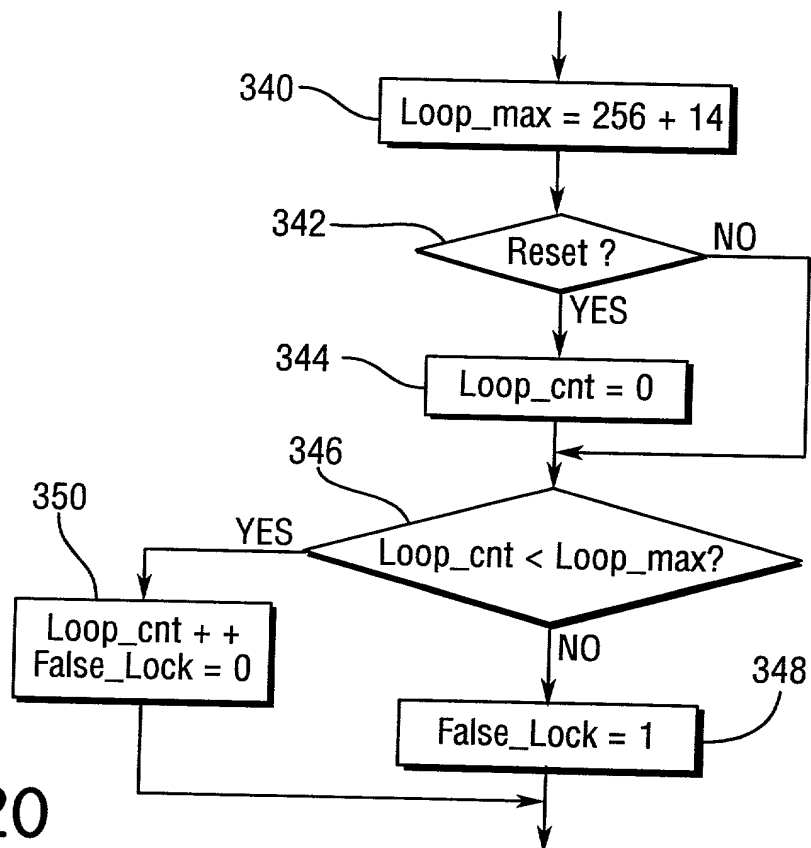 340
Loop_max = 256 + 14
342
Reset ?
NO
YES
344
Loop_cnt = 0
346
350
YES
Loop_cnt < Loop_max?
Loop_cnt + +
False_Lock = 0
NO
348
False_Lock = 1
20